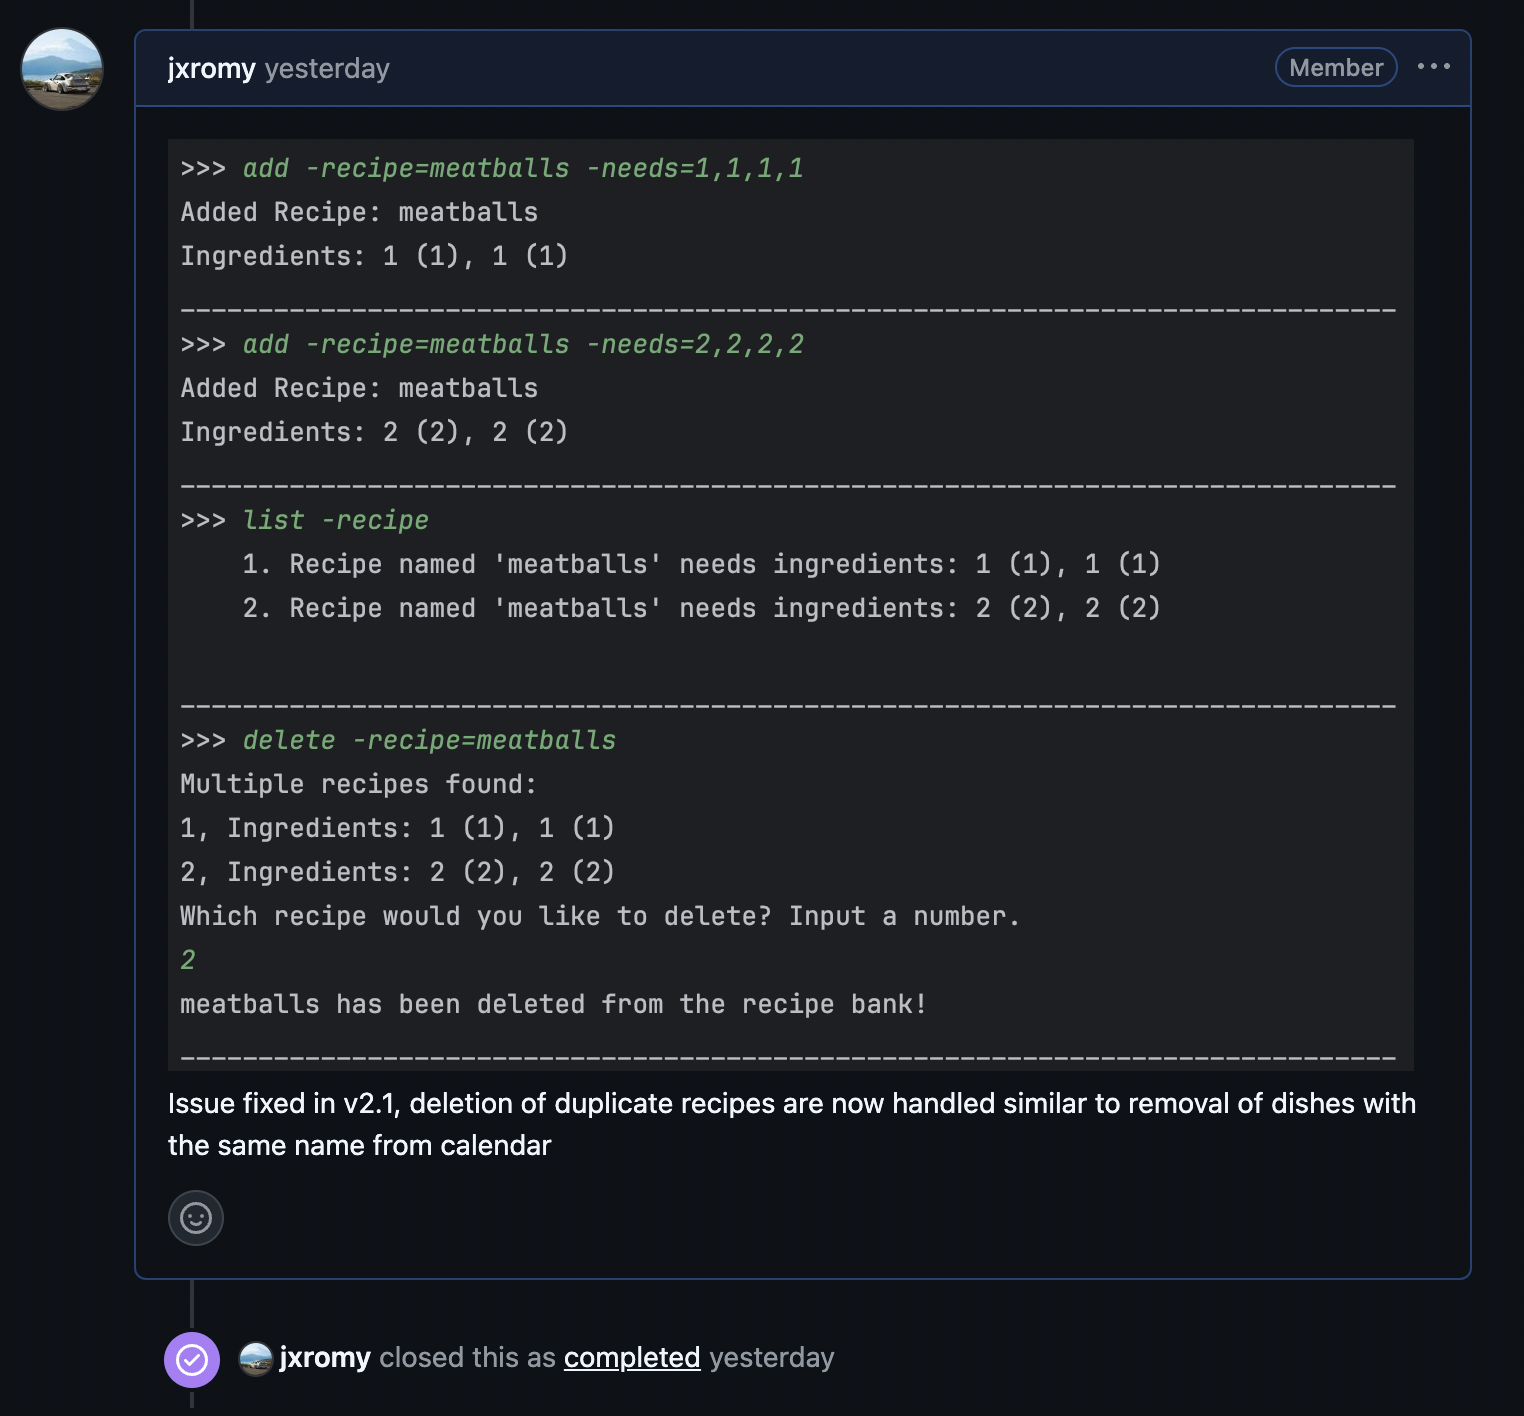 jxromy yesterday
Member
>>> add -recipe=meatballs -needs=1,1,1,1
Added Recipe: meatballs
Ingredients: 1 (1), 1 (1)
______________________________________________________________________________
>>> add -recipe=meatballs -needs=2,2,2,2
Added Recipe: meatballs
Ingredients: 2 (2), 2 (2)
______________________________________________________________________________
>>> list -recipe
    1. Recipe named 'meatballs' needs ingredients: 1 (1), 1 (1)
    2. Recipe named 'meatballs' needs ingredients: 2 (2), 2 (2)
______________________________________________________________________________
>>> delete -recipe=meatballs
Multiple recipes found:
1, Ingredients: 1 (1), 1 (1)
2, Ingredients: 2 (2), 2 (2)
Which recipe would you like to delete? Input a number.
2
meatballs has been deleted from the recipe bank!
______________________________________________________________________________
Issue fixed in v2.1, deletion of duplicate recipes are now handled similar to removal of dishes with
the same name from calendar
jxromy closed this as completed yesterday